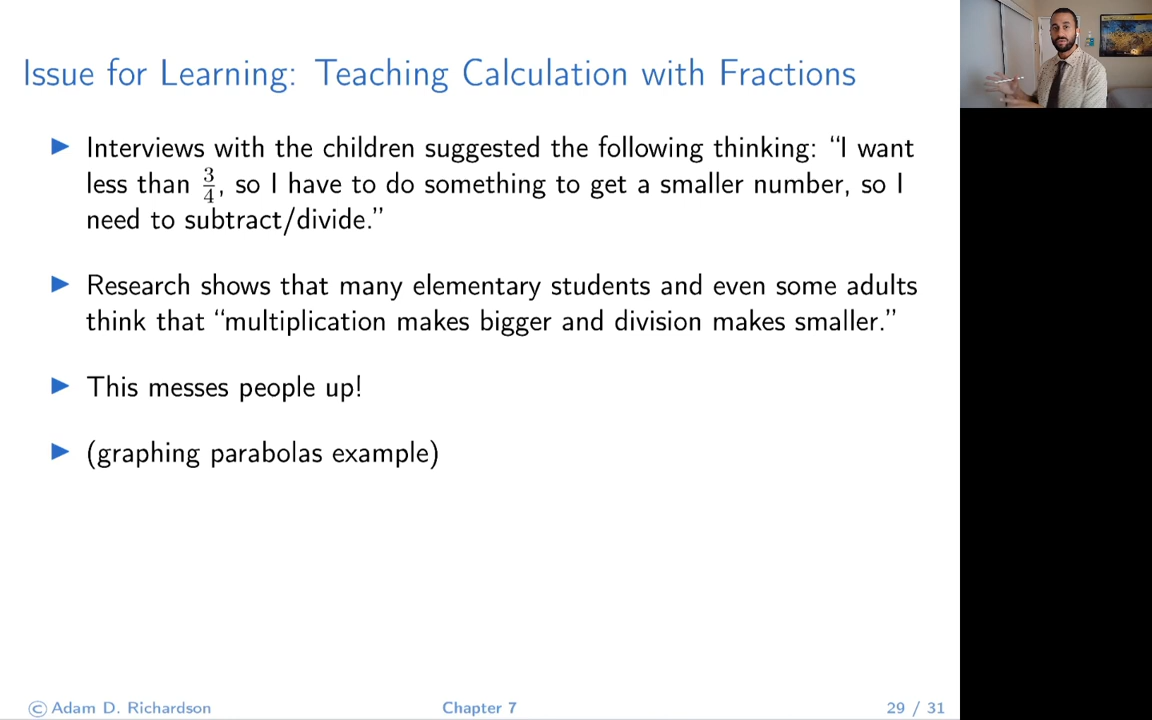 Issue for Learning: Teaching Calculation with Fractions
▶ Interviews with the children suggested the following thinking: “I want
less than 3/4, so I have to do something to get a smaller number, so I
need to subtract/divide.”
▶ Research shows that many elementary students and even some adults
think that “multiplication makes bigger and division makes smaller.”
▶ This messes people up!
▶ (graphing parabolas example)
© Adam D. Richardson Chapter 7 29 / 31